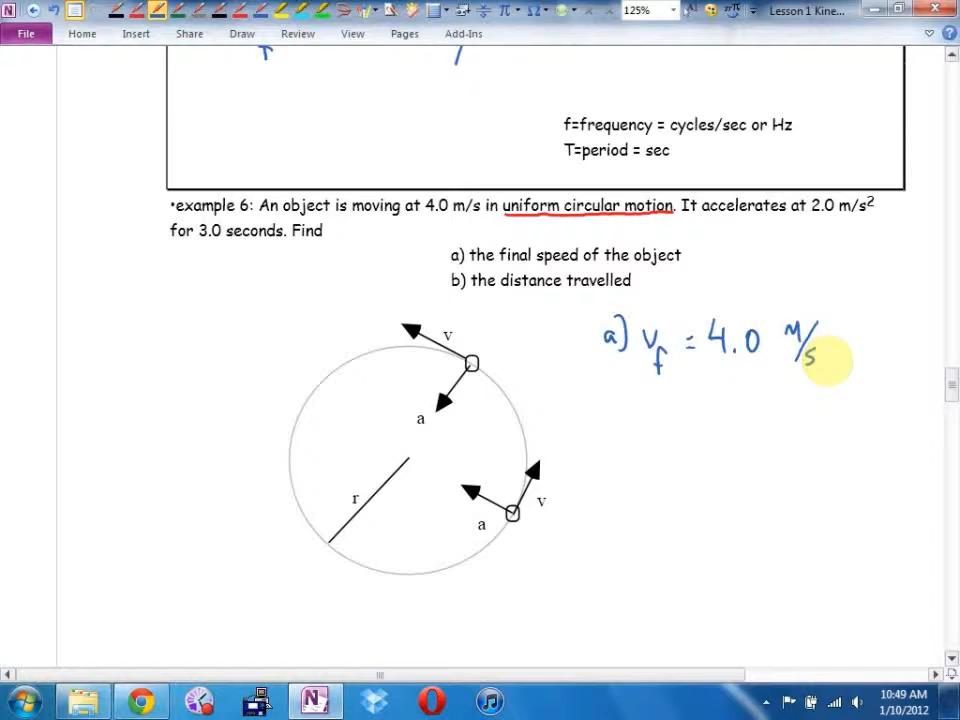 125%
Lesson 1 Kine...
File Home Insert Share Draw Review View Pages Add-Ins
r
f=frequency = cycles/sec or Hz
T=period = sec
•example 6: An object is moving at 4.0 m/s in uniform circular motion. It accelerates at 2.0 m/s²
for 3.0 seconds. Find
a) the final speed of the object
b) the distance travelled
a) vf = 4.0 m/s
v
a
r
v
a
10:49 AM
1/10/2012